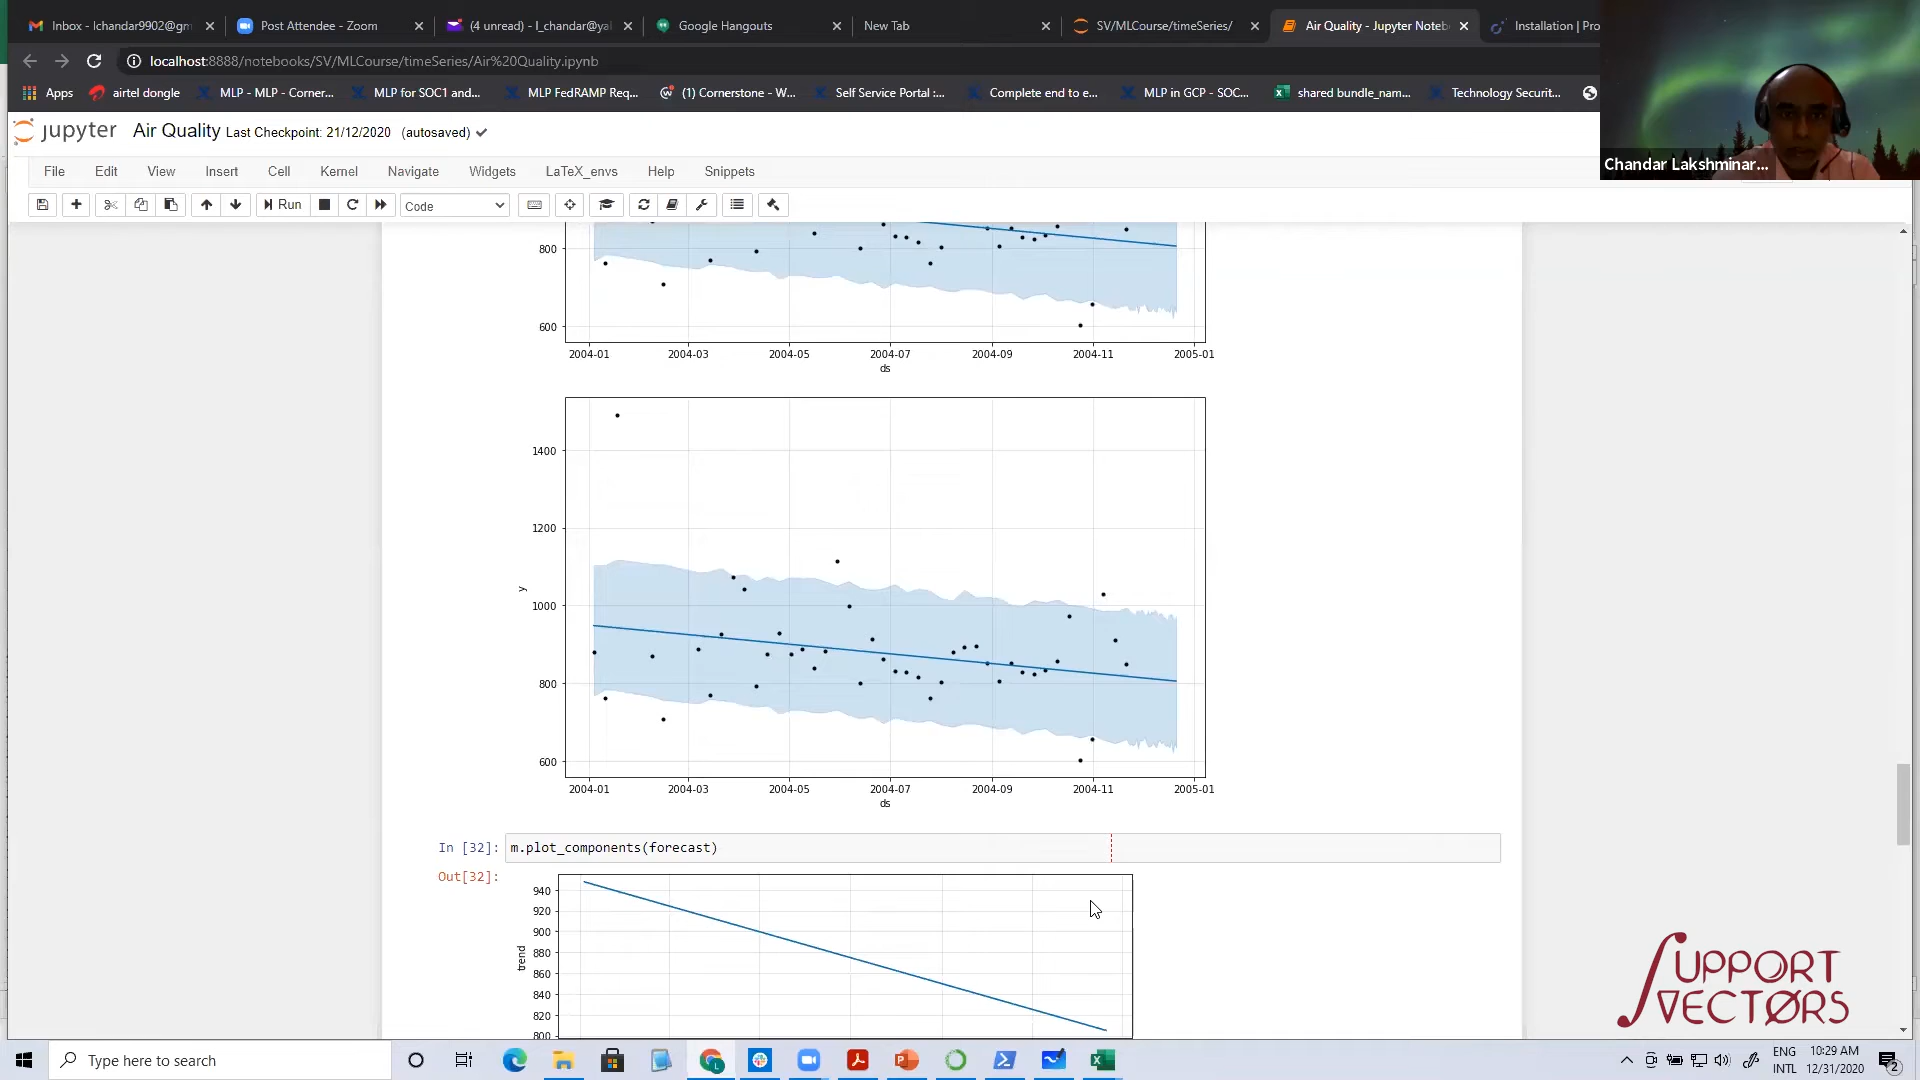 Inbox - lchandar9902@gm
Post Attendee - Zoom
(4 unread) - l_chandar@yal
Google Hangouts
New Tab
SV/MLCourse/timeSeries/
Air Quality - Jupyter Noteb
Installation | Pro
localhost:8888/notebooks/SV/MLCourse/timeSeries/Air%20Quality.ipynb
Apps
airtel dongle
MLP - MLP - Corner...
MLP for SOC1 and...
MLP FedRAMP Req...
(1) Cornerstone - W...
Self Service Portal :...
Complete end to e...
MLP in GCP - SOC...
shared bundle_nam...
Technology Securit...
Chandar Lakshminar...
jupyter Air Quality Last Checkpoint: 21/12/2020 (autosaved)
File Edit View Insert Cell Kernel Navigate Widgets LaTeX_envs Help Snippets
Run
Code
800
600
2004-01 2004-03 2004-05 2004-07 2004-09 2004-11 2005-01
ds
1400
1200
y
1000
800
600
2004-01 2004-03 2004-05 2004-07 2004-09 2004-11 2005-01
ds
In [32]: m.plot_components(forecast)
Out[32]:
940
920
900
880
trend
860
840
820
800
SUPPORT
VECTORS
Type here to search
ENG
INTL
10:29 AM
12/31/2020
2